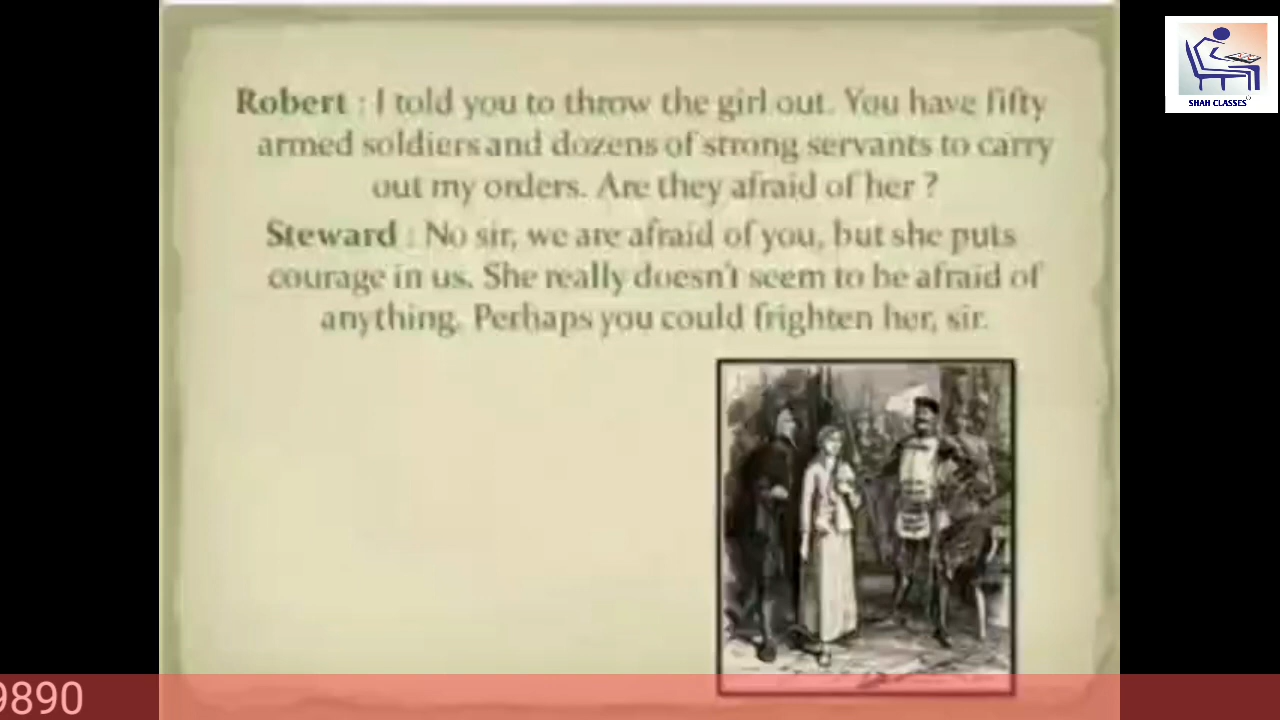 Robert : I told you to throw the girl out. You have fifty
armed soldiers and dozens of strong servants to carry
out my orders. Are they afraid of her ?
Steward : No sir, we are afraid of you, but she puts
courage in us. She really doesn't seem to be afraid of
anything. Perhaps you could frighten her, sir.
SHAH CLASSES
9890